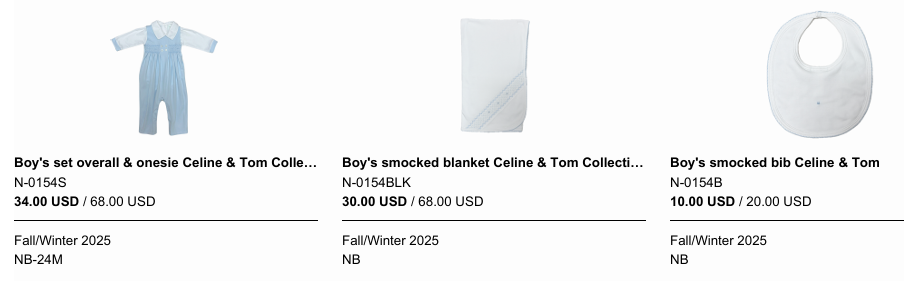 Boy's set overall & onesie Celine & Tom Colle...
N-0154S
34.00 USD / 68.00 USD
Fall/Winter 2025
NB-24M
Boy's smocked blanket Celine & Tom Collecti...
N-0154BLK
30.00 USD / 68.00 USD
Fall/Winter 2025
NB
Boy's smocked bib Celine & Tom
N-0154B
10.00 USD / 20.00 USD
Fall/Winter 2025
NB